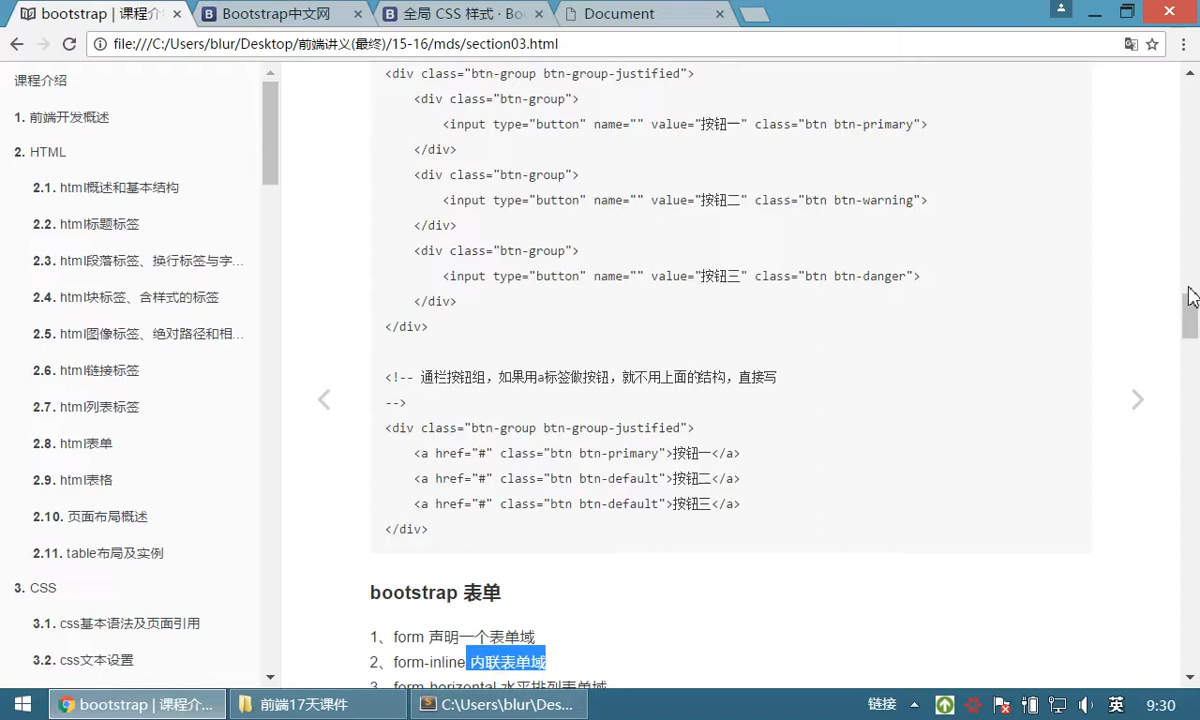 bootstrap | 课程介
Bootstrap中文网
全局 CSS 样式 · Bo
Document
file:///C:/Users/blur/Desktop/前端讲义(最终)/15-16/mds/section03.html
课程介绍
1. 前端开发概述
2. HTML
2.1. html概述和基本结构
2.2. html标题标签
2.3. html段落标签、换行标签与字...
2.4. html块标签、含样式的标签
2.5. html图像标签、绝对路径和相...
2.6. html链接标签
2.7. html列表标签
2.8. html表单
2.9. html表格
2.10. 页面布局概述
2.11. table布局及实例
3. CSS
3.1. css基本语法及页面引用
3.2. css文本设置
<div class="btn-group btn-group-justified">
<div class="btn-group">
<input type="button" name="" value="按钮一" class="btn btn-primary">
</div>
<div class="btn-group">
<input type="button" name="" value="按钮二" class="btn btn-warning">
</div>
<div class="btn-group">
<input type="button" name="" value="按钮三" class="btn btn-danger">
</div>
</div>
<!-- 通栏按钮组，如果用a标签做按钮，就不用上面的结构，直接写
-->
<div class="btn-group btn-group-justified">
<a href="#" class="btn btn-primary">按钮一</a>
<a href="#" class="btn btn-default">按钮二</a>
<a href="#" class="btn btn-default">按钮三</a>
</div>
bootstrap 表单
1、form 声明一个表单域
2、form-inline 内联表单域
3、form-horizontal 水平排列表单域
bootstrap | 课程介...
前端17天课件
C:\Users\blur\Des...
链接
英
9:30